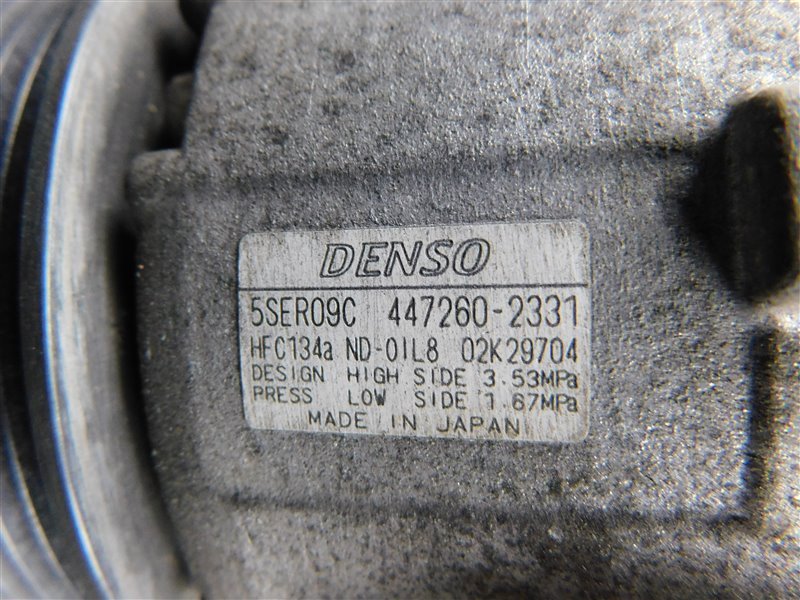 DENSO
5SER09C 447260-2331
HFC134a ND-OIL8 02K29704
DESIGN HIGH SIDE 3.53MPa
PRESS LOW SIDE 1.67MPa
MADE IN JAPAN